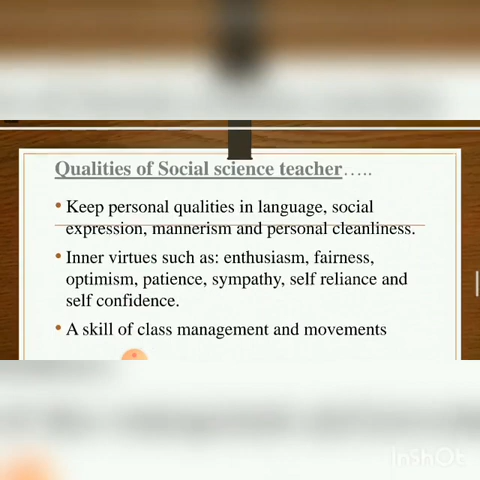 Qualities of Social science teacher…..
• Keep personal qualities in language, social
expression, mannerism and personal cleanliness.
• Inner virtues such as: enthusiasm, fairness,
optimism, patience, sympathy, self reliance and
self confidence.
• A skill of class management and movements
InShOt